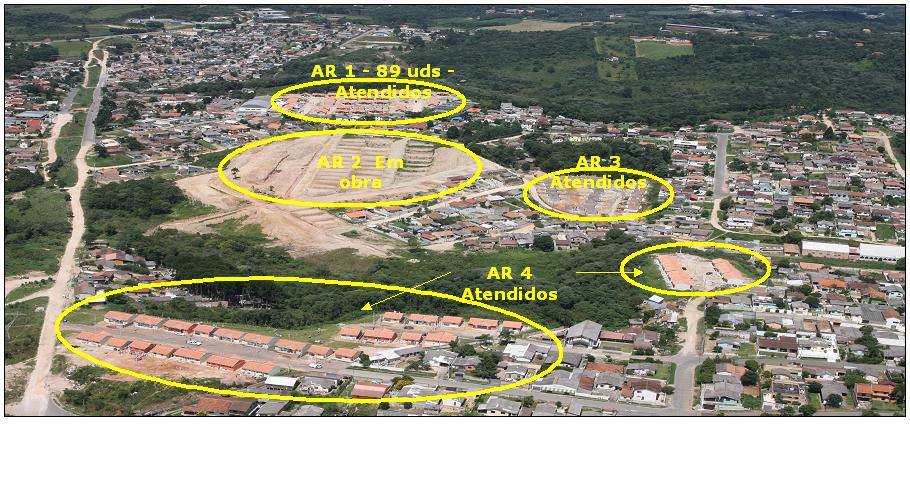 AR 1 - 89 uds -
Atendidos
AR 2 Em
obra
AR 3
Atendidos
AR 4
Atendidos